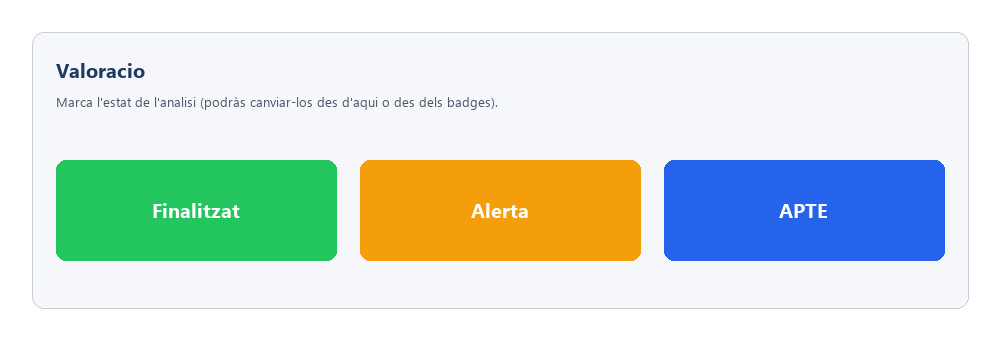 Valoracio
Marca l'estat de l'analisi (podràs canviar-los des d'aqui o des dels badges).
Finalitzat
Alerta
APTE